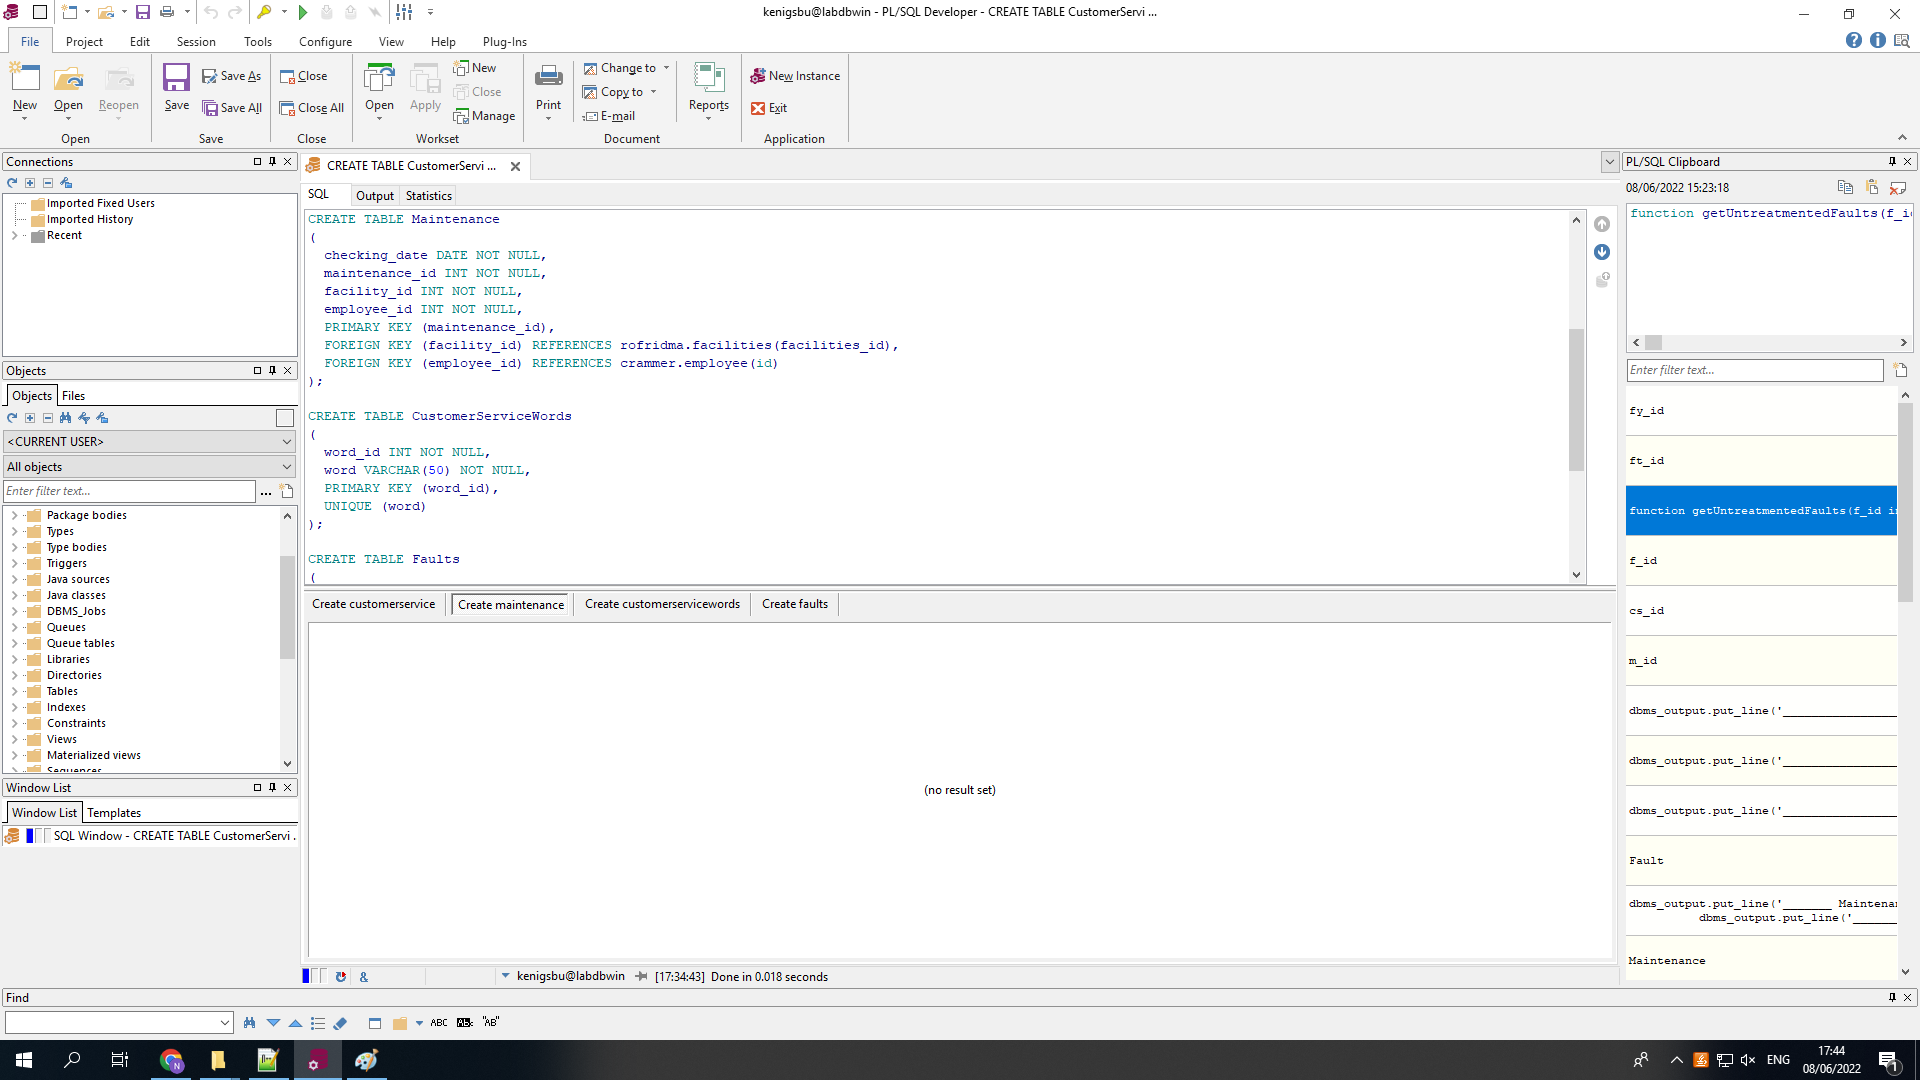 kenigsbu@labdbwin - PL/SQL Developer - CREATE TABLE CustomerServi ...
File Project Edit Session Tools Configure View Help Plug-Ins
New Open Reopen
Open
Save Save As Save All
Save
Close Close All
Close
Open Apply New Close Manage
Workset
Print Change to Copy to E-mail
Document
Reports
New Instance Exit
Application
Connections
Imported Fixed Users
Imported History
Recent
Objects
Objects Files
<CURRENT USER>
All objects
Enter filter text...
Package bodies
Types
Type bodies
Triggers
Java sources
Java classes
DBMS_Jobs
Queues
Queue tables
Libraries
Directories
Tables
Indexes
Constraints
Views
Materialized views
Sequences
Window List
Window List Templates
SQL Window - CREATE TABLE CustomerServi .
CREATE TABLE CustomerServi ...
SQL Output Statistics
CREATE TABLE Maintenance
(
checking_date DATE NOT NULL,
maintenance_id INT NOT NULL,
facility_id INT NOT NULL,
employee_id INT NOT NULL,
PRIMARY KEY (maintenance_id),
FOREIGN KEY (facility_id) REFERENCES rofridma.facilities(facilities_id),
FOREIGN KEY (employee_id) REFERENCES crammer.employee(id)
);
CREATE TABLE CustomerServiceWords
(
word_id INT NOT NULL,
word VARCHAR(50) NOT NULL,
PRIMARY KEY (word_id),
UNIQUE (word)
);
CREATE TABLE Faults
(
Create customerservice Create maintenance Create customerservicewords Create faults
(no result set)
& kenigsbu@labdbwin [17:34:43] Done in 0.018 seconds
PL/SQL Clipboard
08/06/2022 15:23:18
function getUntreatmentedFaults(f_i
Enter filter text...
fy_id
ft_id
function getUntreatmentedFaults(f_id i
f_id
cs_id
m_id
dbms_output.put_line('_________________
dbms_output.put_line('_________________
dbms_output.put_line('_________________
Fault
dbms_output.put_line('_______ Maintena
dbms_output.put_line('_______
Maintenance
Find
ABC AB "AB"
ENG
17:44
08/06/2022
1